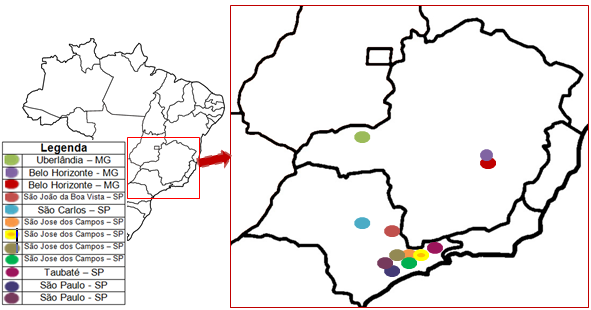 Legenda
Uberlândia – MG
Belo Horizonte - MG
Belo Horizonte – MG
São João da Boa Vista – SP
São Carlos – SP
São Jose dos Campos – SP
São Jose dos Campos – SP
São Jose dos Campos – SP
São Jose dos Campos – SP
Taubaté – SP
São Paulo - SP
São Paulo - SP